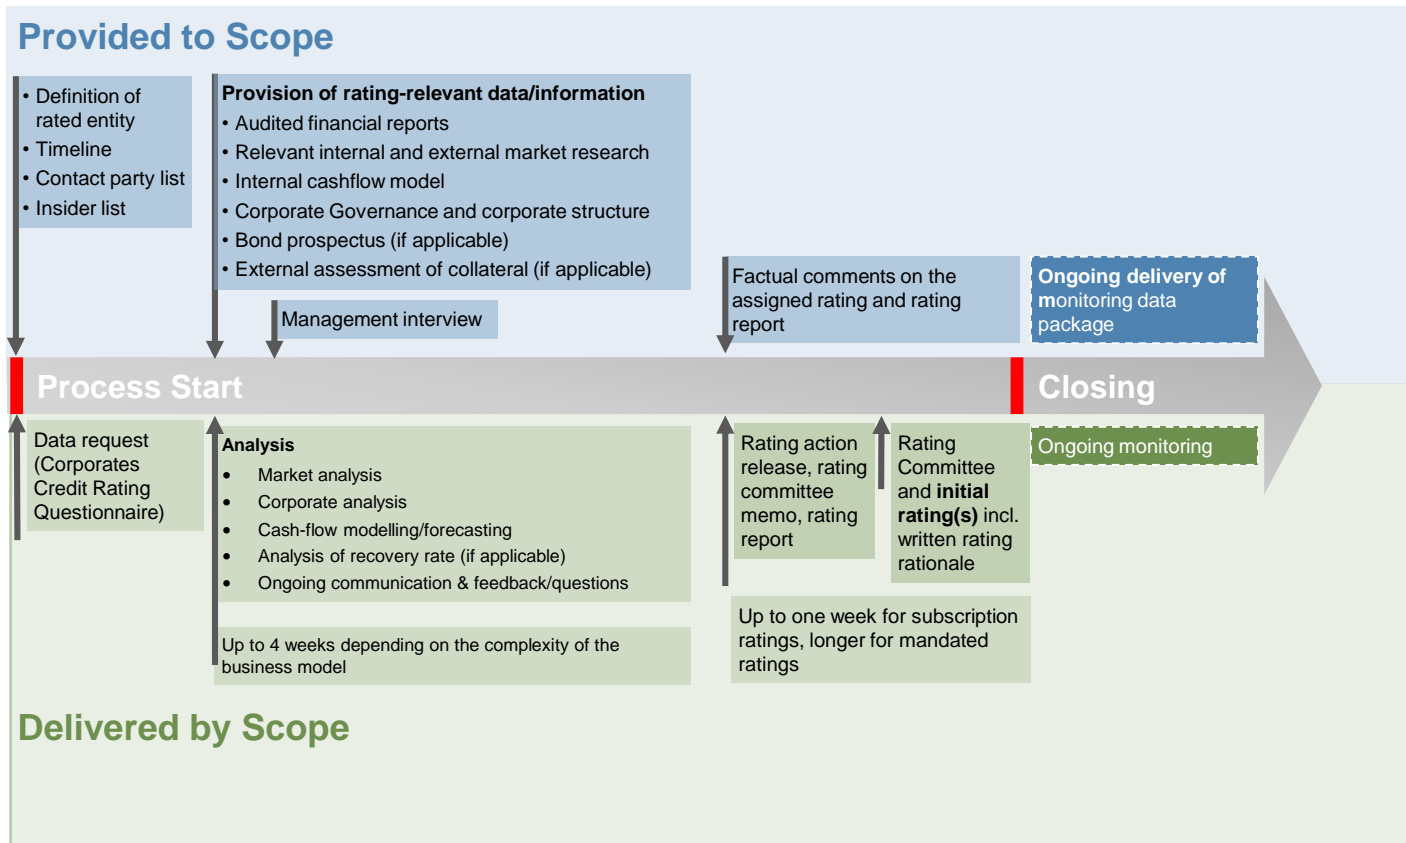 Provided to Scope
• Definition of
rated entity
• Timeline
• Contact party list
• Insider list
Provision of rating-relevant data/information
• Audited financial reports
• Relevant internal and external market research
• Internal cashflow model
• Corporate Governance and corporate structure
• Bond prospectus (if applicable)
• External assessment of collateral (if applicable)
Management interview
Factual comments on the
assigned rating and rating
report
Ongoing delivery of
monitoring data
package
Process Start
Closing
Data request
(Corporates
Credit Rating
Questionnaire)
Analysis
• Market analysis
• Corporate analysis
• Cash-flow modelling/forecasting
• Analysis of recovery rate (if applicable)
• Ongoing communication & feedback/questions
Up to 4 weeks depending on the complexity of the
business model
Rating action
release, rating
committee
memo, rating
report
Rating
Committee
and initial
rating(s) incl.
written rating
rationale
Up to one week for subscription
ratings, longer for mandated
ratings
Ongoing monitoring
Delivered by Scope